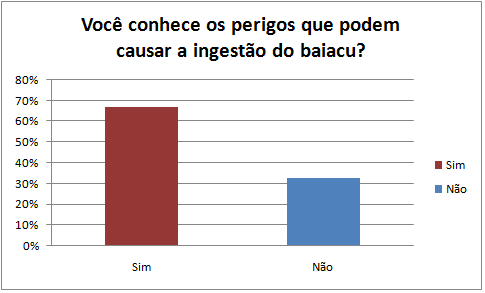 Você conhece os perigos que podem
causar a ingestão do baiacu?
80%
70%
60%
50%
40%
30%
20%
10%
0%
Sim
Não
Sim
Não